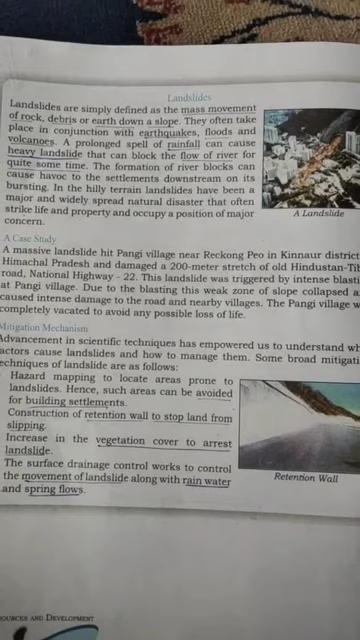 Landslides
Landslides are simply defined as the mass movement
of rock, debris or earth down a slope. They often take
place in conjunction with earthquakes, floods and
volcanoes. A prolonged spell of rainfall can cause
heavy landslide that can block the flow of river for
quite some time. The formation of river blocks can
cause havoc to the settlements downstream on its
bursting. In the hilly terrain landslides have been a
major and widely spread natural disaster that often
strike life and property and occupy a position of major
concern.
A Landslide
A Case Study
A massive landslide hit Pangi village near Reckong Peo in Kinnaur district
Himachal Pradesh and damaged a 200-meter stretch of old Hindustan-Tib
road, National Highway - 22. This landslide was triggered by intense blasti
at Pangi village. Due to the blasting this weak zone of slope collapsed a
caused intense damage to the road and nearby villages. The Pangi village w
completely vacated to avoid any possible loss of life.
Mitigation Mechanism
Advancement in scientific techniques has empowered us to understand wh
actors cause landslides and how to manage them. Some broad mitigati
echniques of landslide are as follows:
Hazard mapping to locate areas prone to
landslides. Hence, such areas can be avoided
for building settlements.
Construction of retention wall to stop land from
slipping.
Increase in the vegetation cover to arrest
landslide.
The surface drainage control works to control
the movement of landslide along with rain water
and spring flows.
Retention Wall
OURCES AND DEVELOPMENT